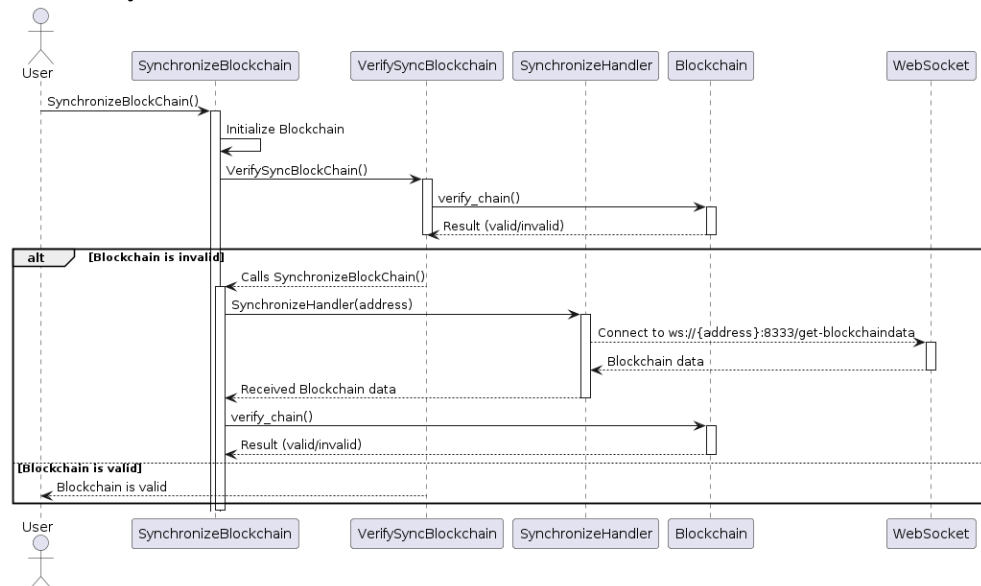 User
SynchronizeBlockchain
VerifySyncBlockchain
SynchronizeHandler
Blockchain
WebSocket
SynchronizeBlockChain()
Initialize Blockchain
VerifySyncBlockChain()
verify_chain()
Result (valid/invalid)
alt
[Blockchain is invalid]
Calls SynchronizeBlockChain()
SynchronizeHandler(address)
Connect to ws://{address}:8333/get-blockchaindata
Blockchain data
Received Blockchain data
verify_chain()
Result (valid/invalid)
[Blockchain is valid]
Blockchain is valid
User
SynchronizeBlockchain
VerifySyncBlockchain
SynchronizeHandler
Blockchain
WebSocket